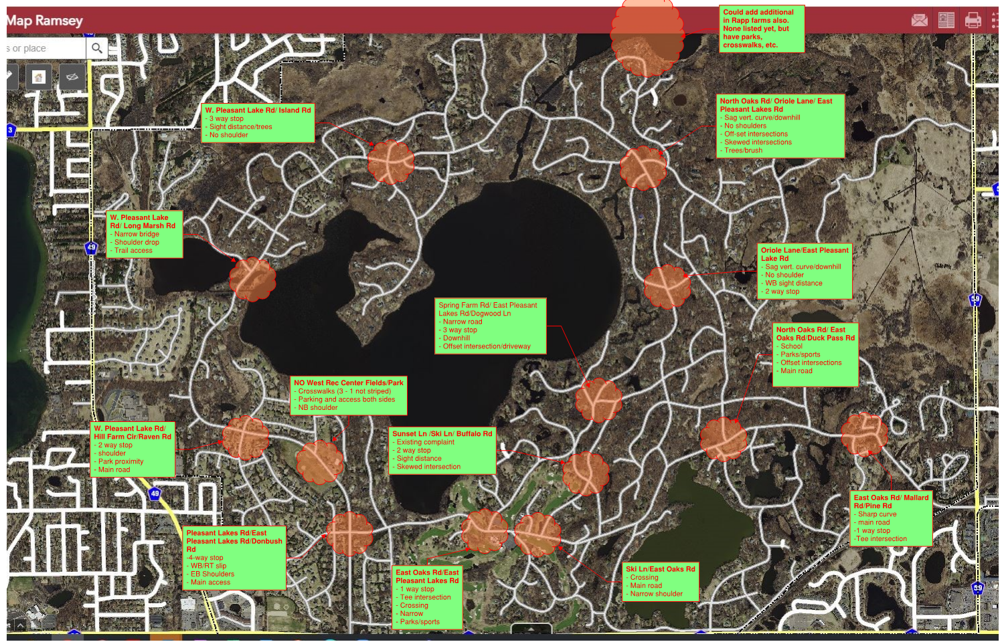 Map Ramsey
s or place
Could add additional
in Rapp farms also.
None listed yet, but
have parks,
crosswalks, etc.
W. Pleasant Lake Rd/ Island Rd
- 3 way stop
- Sight distance/trees
- No shoulder
North Oaks Rd/ Oriole Lane/ East
Pleasant Lakes Rd
- Sag vert. curve/downhill
- No shoulders
- Off-set intersections
- Skewed intersections
- Trees/brush
3
W. Pleasant Lake
Rd/ Long Marsh Rd
- Narrow bridge
- Shoulder drop
- Trail access
49
Oriole Lane/East Pleasant
Lake Rd
- Sag vert. curve/downhill
- No shoulder
- WB sight distance
- 2 way stop
59
Spring Farm Rd/ East Pleasant
Lakes Rd/Dogwood Ln
- Narrow road
- 3 way stop
- Downhill
- Offset intersection/driveway
North Oaks Rd/ East
Oaks Rd/Duck Pass Rd
- School
- Parks/sports
- Offset intersections
- Main road
NO West Rec Center Fields/Park
- Crosswalks (3 - 1 not striped)
- Parking and access both sides
- NB shoulder
W. Pleasant Lake Rd/
Hill Farm Cir/Raven Rd
- 2 way stop
- shoulder
- Park proximity
- Main road
Sunset Ln /Ski Ln/ Buffalo Rd
- Existing complaint
- 2 way stop
- Sight distance
- Skewed intersection
49
East Oaks Rd/ Mallard
Rd/Pine Rd
- Sharp curve
- main road
-1 way stop
-Tee intersection
Pleasant Lakes Rd/East
Pleasant Lakes Rd/Donbush
Rd
-4-way stop
- WB/RT slip
- EB Shoulders
- Main access
East Oaks Rd/East
Pleasant Lakes Rd
- 1 way stop
- Tee intersection
- Crossing
- Narrow
- Parks/sports
Ski Ln/East Oaks Rd
- Crossing
- Main road
- Narrow shoulder
59